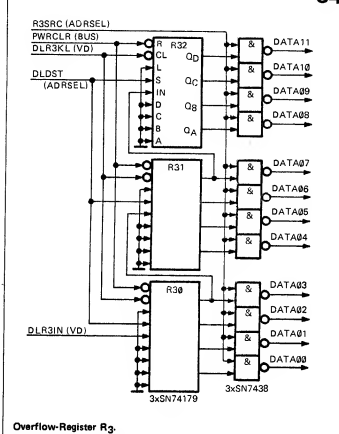 R3SRC (ADRSEL)
PWRCLR (BUS)
DLR3KL (VD)
DLDST
(ADRSEL)
R R32
CL QD
L
S QC
IN
D QB
C
B QA
A
& DATA11
& DATA10
& DATA09
& DATA08
R31
& DATA07
& DATA06
& DATA05
& DATA04
R30
& DATA03
& DATA02
& DATA01
& DATA00
DLR3IN (VD)
3xSN74179
3xSN7438
Overflow-Register R3.